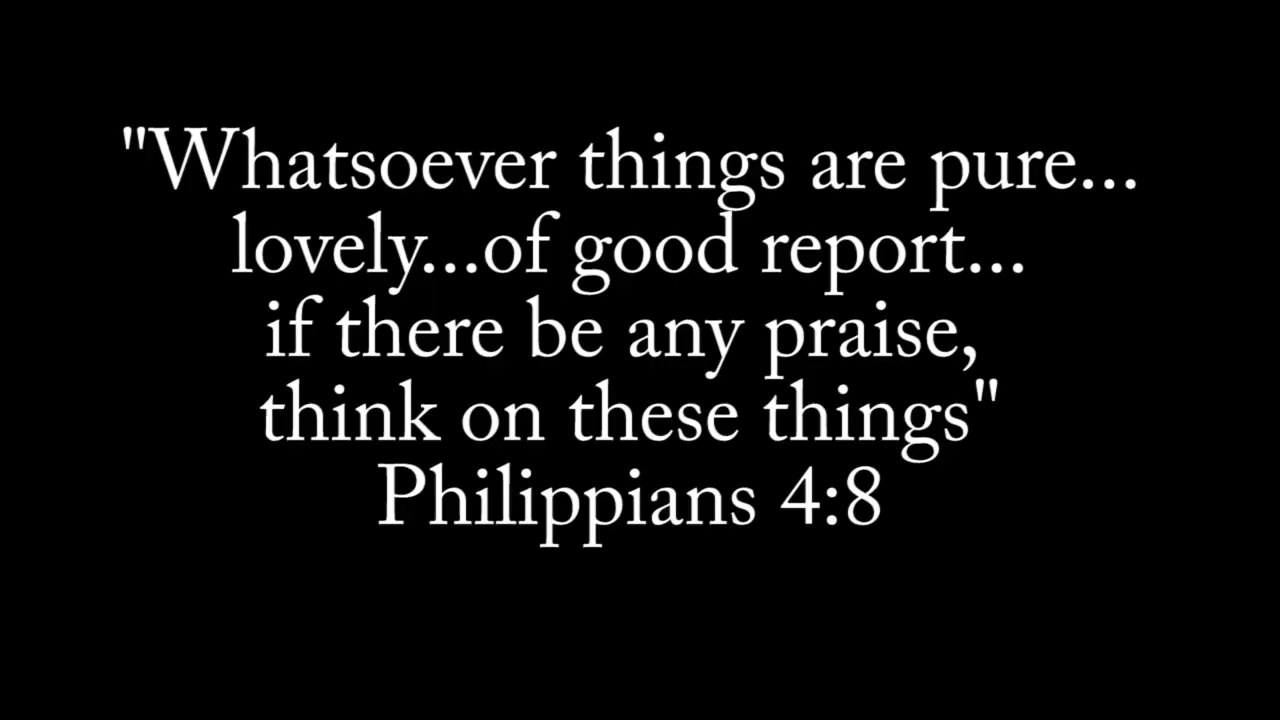 "Whatsoever things are pure...
lovely...of good report...
if there be any praise,
think on these things"
Philippians 4:8